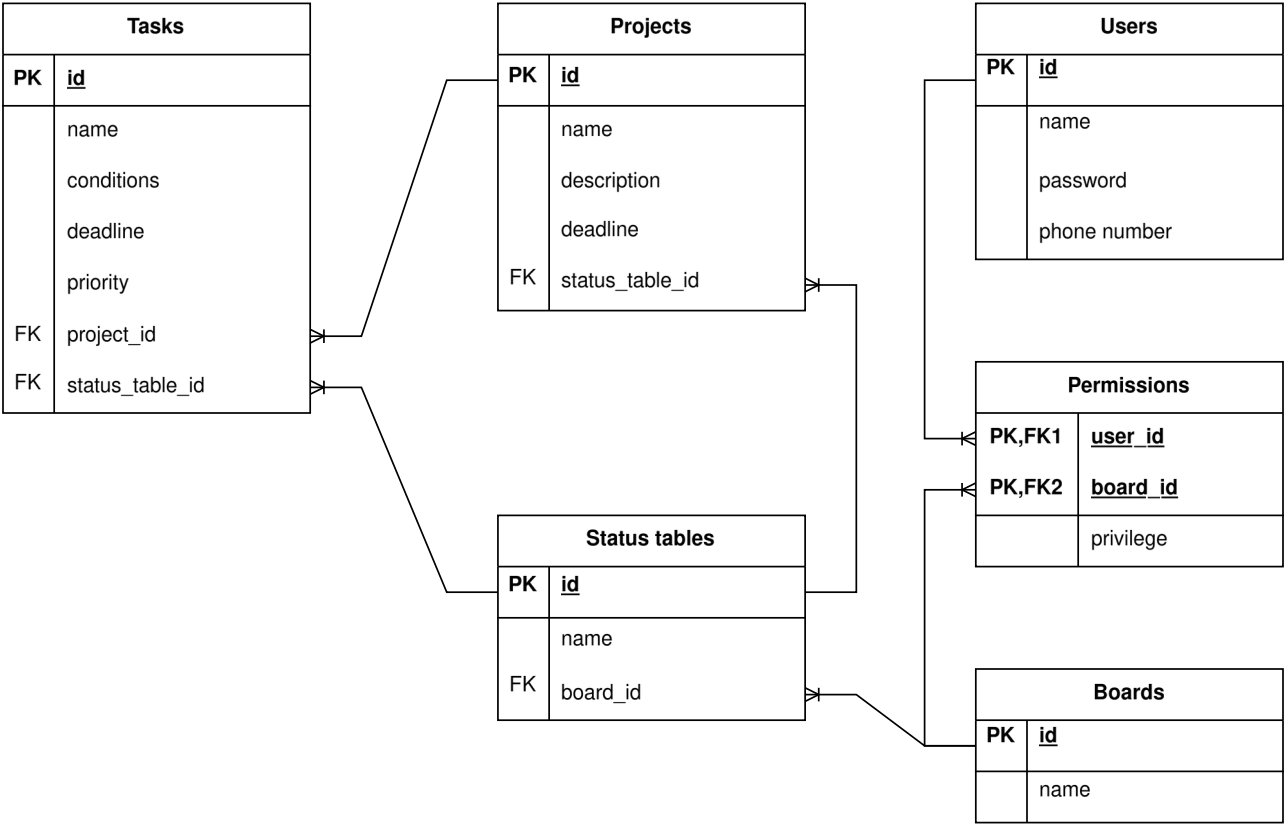 Tasks
PK id
name
conditions
deadline
priority
FK project_id
FK status_table_id
Projects
PK id
name
description
deadline
FK status_table_id
Users
PK id
name
password
phone number
Permissions
PK,FK1 user_id
PK,FK2 board_id
privilege
Status tables
PK id
name
FK board_id
Boards
PK id
name